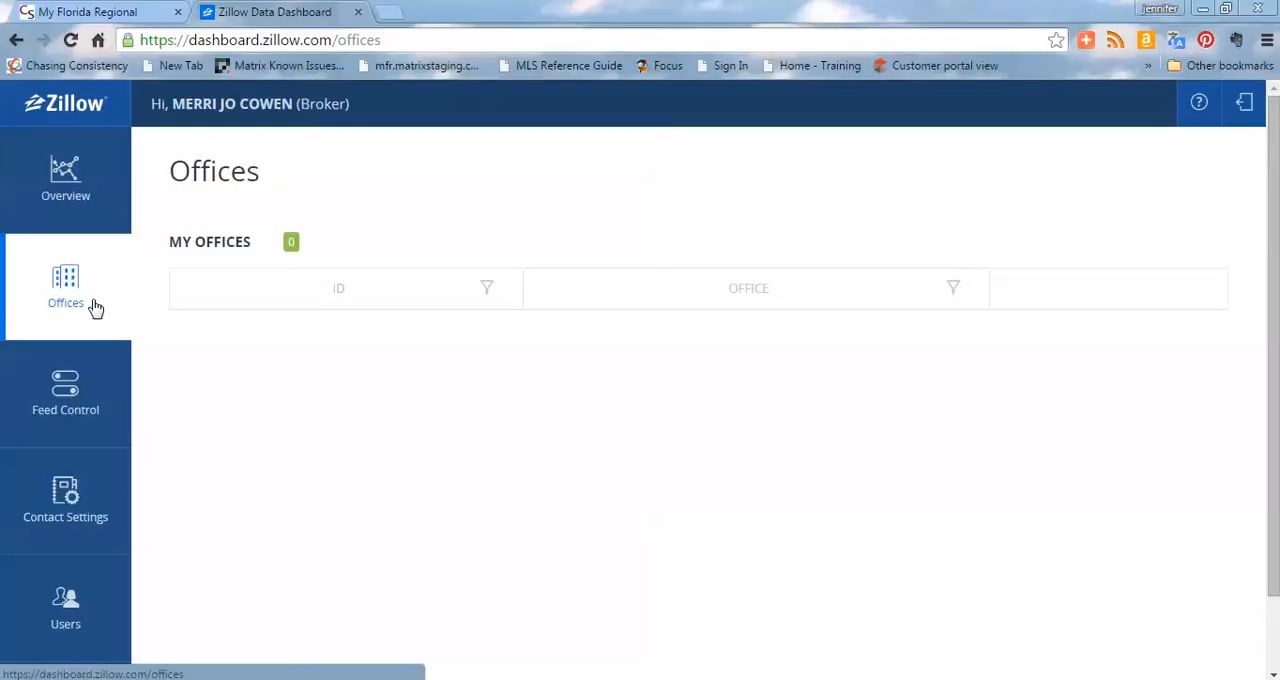 My Florida Regional
Zillow Data Dashboard
Jennifer
https://dashboard.zillow.com/offices
Chasing Consistency
New Tab
Matrix Known Issues...
mfr.matrixstaging.c...
MLS Reference Guide
Focus
Sign In
Home - Training
Customer portal view
»
Other bookmarks
Zillow
Hi, MERRI JO COWEN (Broker)
Overview
Offices
Feed Control
Contact Settings
Users
Offices
MY OFFICES 0
ID
OFFICE
https://dashboard.zillow.com/offices